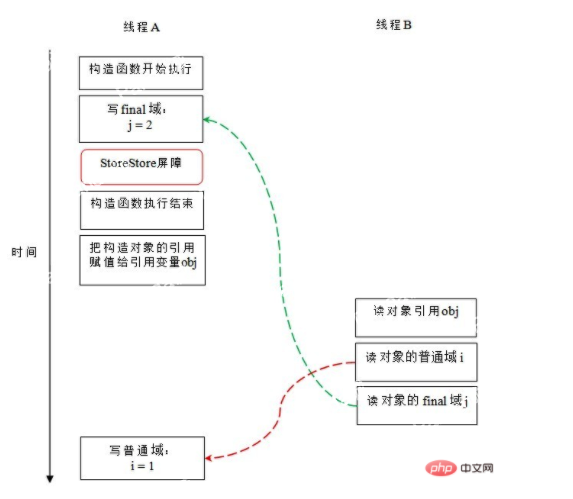 线程A
线程B
构造函数开始执行
写final域：
j = 2
StoreStore屏障
构造函数执行结束
把构造对象的引用
赋值给引用变量obj
时间
读对象引用obj
读对象的普通域i
读对象的 final 域j
写普通域：
i = 1
php 中文网